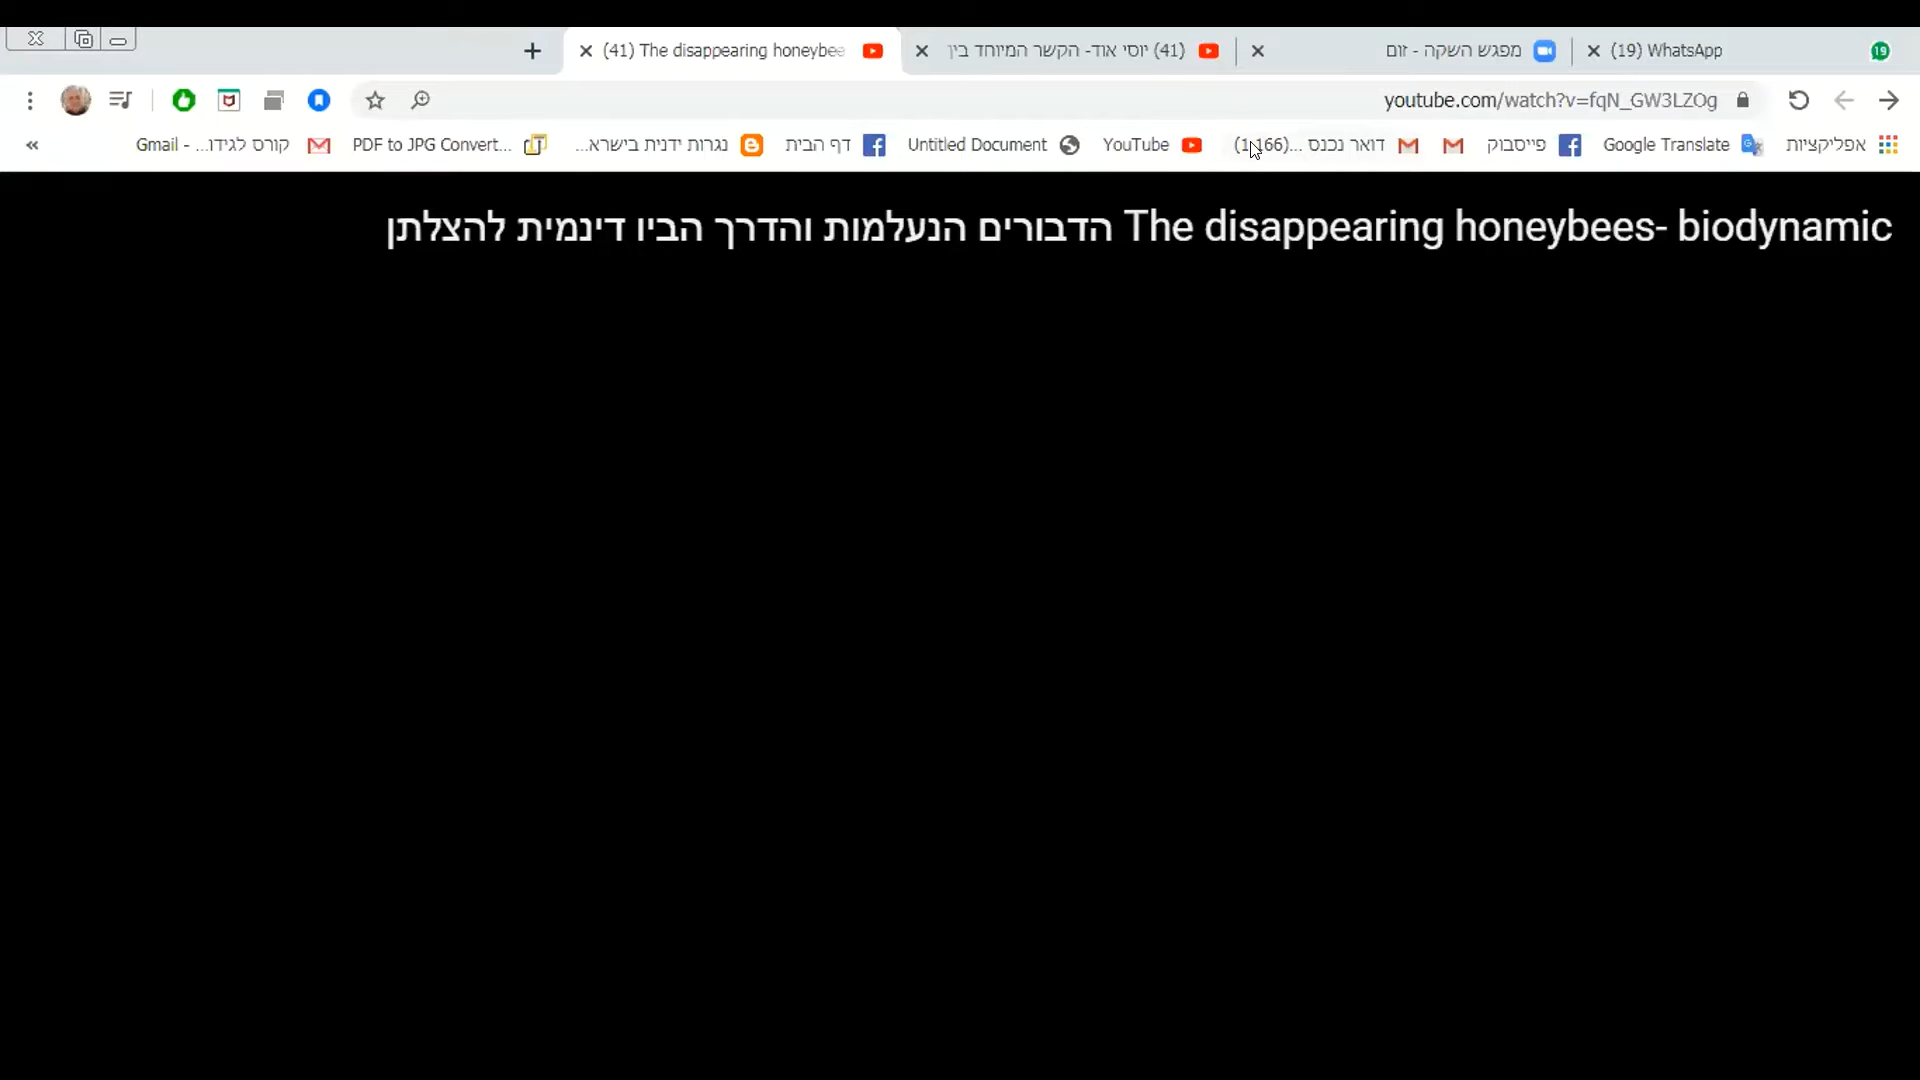 (19) WhatsApp
מפגש השקה - זום
(41) יוסי אוד- הקשר המיוחד בין
(41) The disappearing honeybee
19
youtube.com/watch?v=fqN_GW3LZOg
אפליקציות
Google Translate
פייסבוק
דואר נכנס ...(1,166)
YouTube
Untitled Document
דף הבית
נגרות ידנית בישרא...
PDF to JPG Convert...
Gmail - ...קורס לגידו
The disappearing honeybees- biodynamic הדבורים הנעלמות והדרך הביו דינמית להצלתן